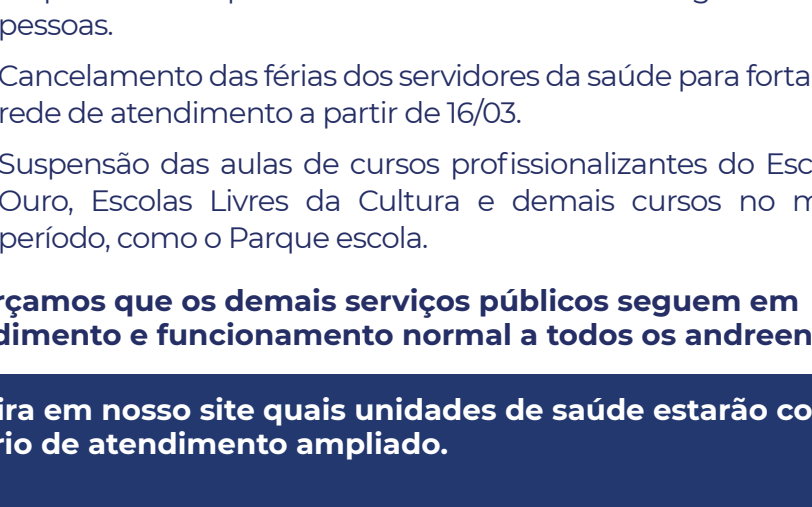 pessoas.
Cancelamento das férias dos servidores da saúde para forta
rede de atendimento a partir de 16/03.
Suspensão das aulas de cursos profissionalizantes do Esc
Ouro, Escolas Livres da Cultura e demais cursos no m
período, como o Parque escola.
rçamos que os demais serviços públicos seguem em
dimento e funcionamento normal a todos os andreen
ira em nosso site quais unidades de saúde estarão co
rio de atendimento ampliado.